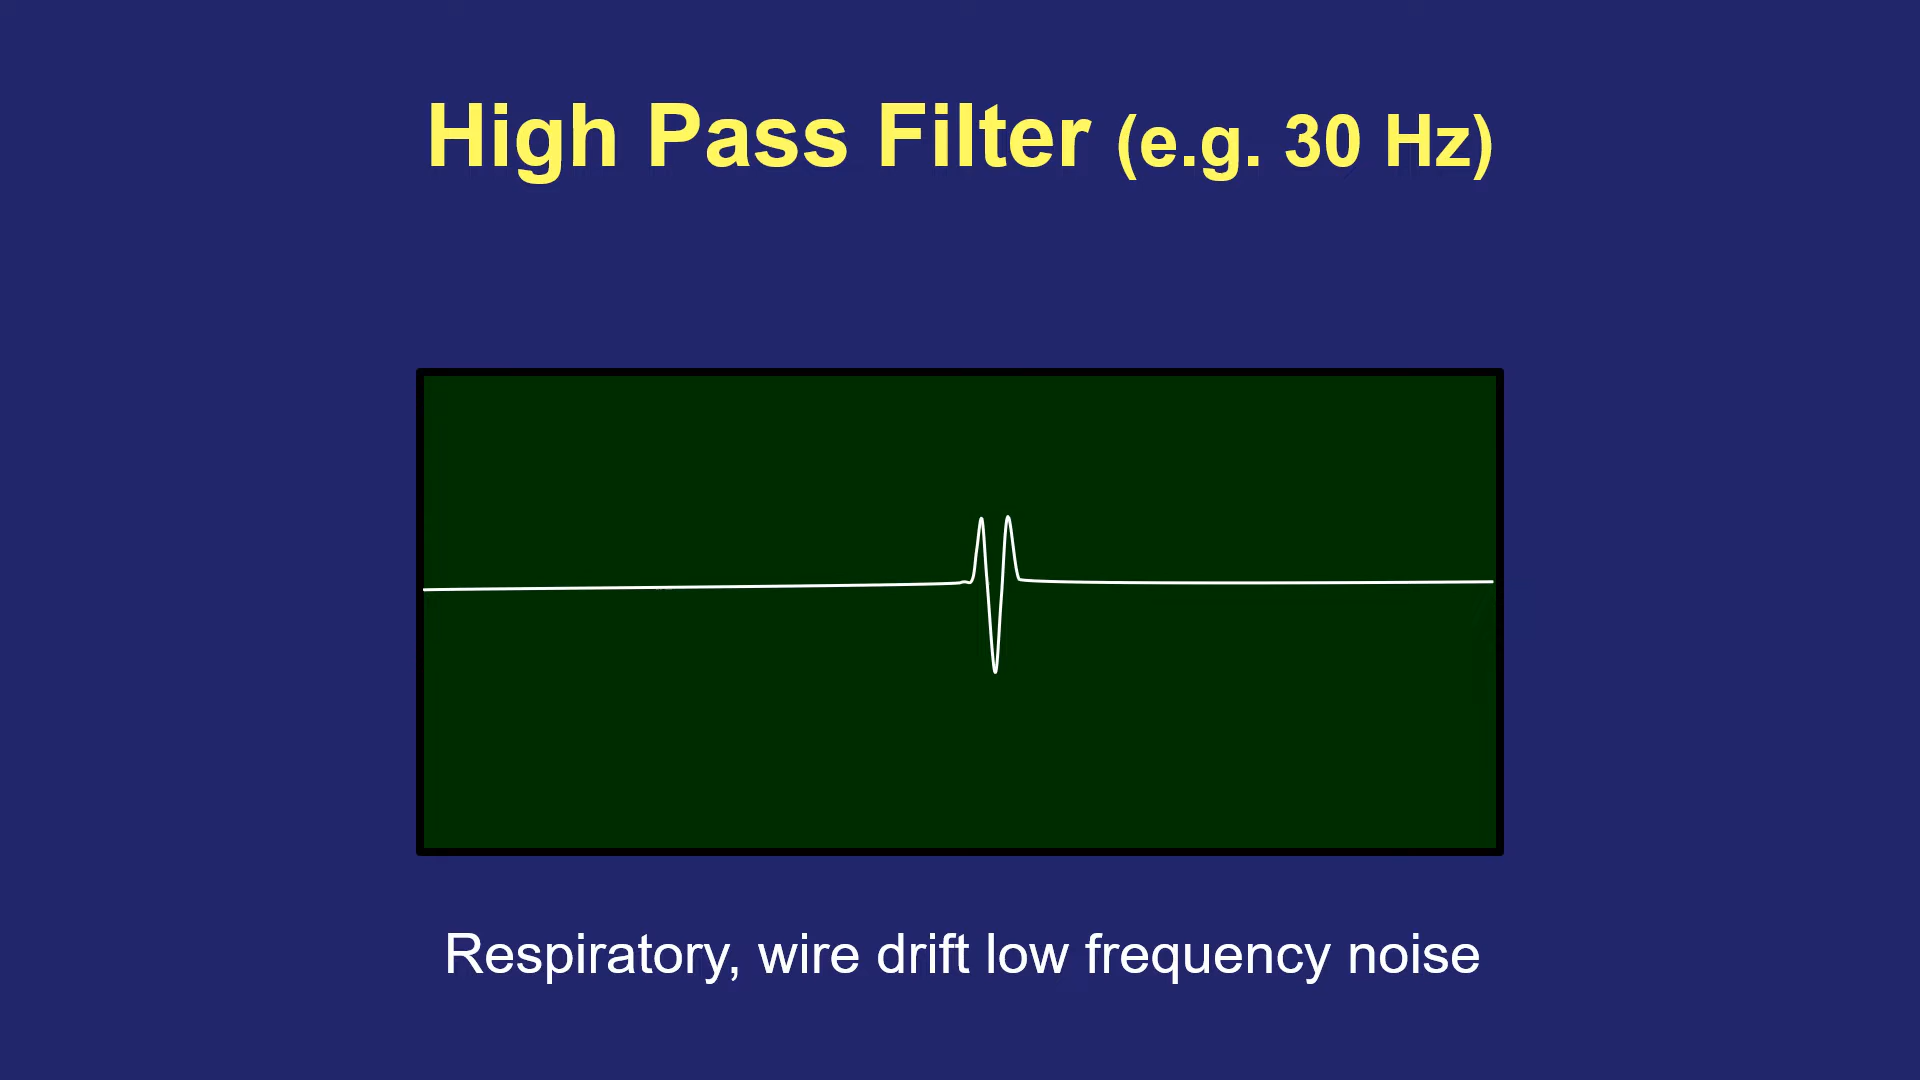 High Pass Filter (e.g. 30 Hz)
Respiratory, wire drift low frequency noise